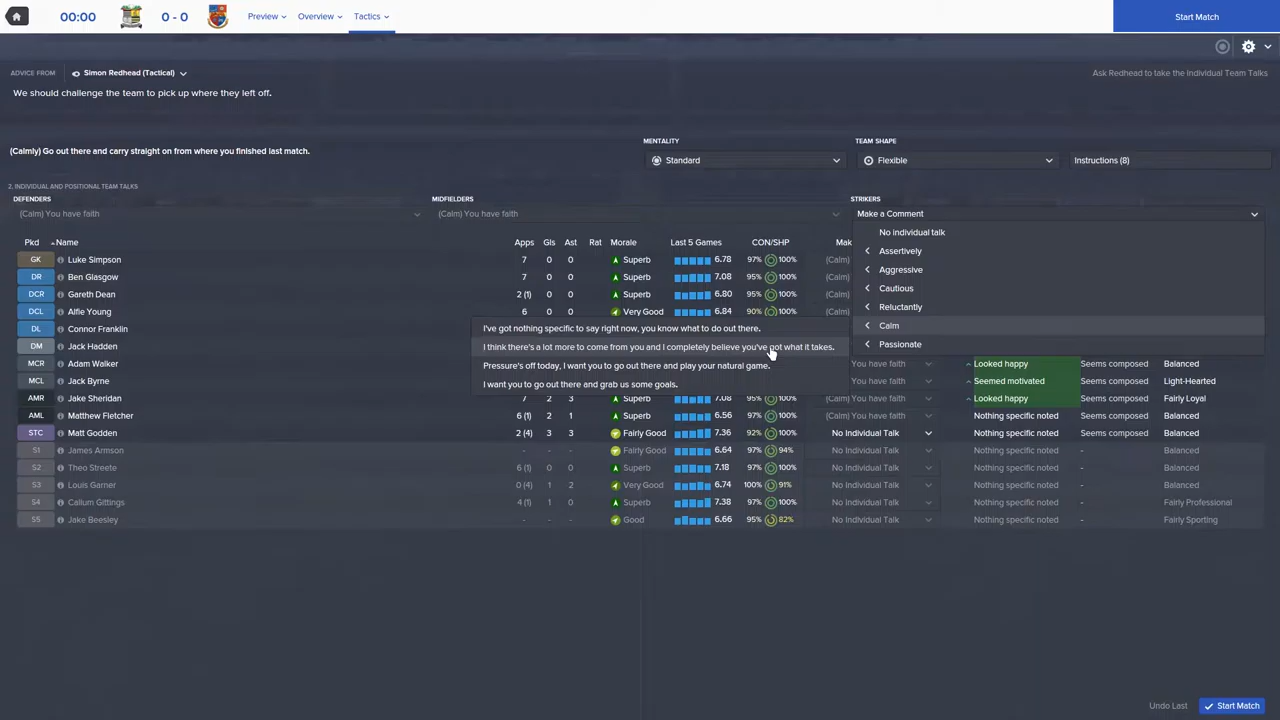 00:00
0 - 0
Preview
Overview
Tactics
Start Match
ADVICE FROM
Simon Redhead (Tactical)
Ask Redhead to take the Individual Team Talks
We should challenge the team to pick up where they left off.
(Calmly) Go out there and carry straight on from where you finished last match.
MENTALITY
Standard
TEAM SHAPE
Flexible
Instructions (8)
2. INDIVIDUAL AND POSITIONAL TEAM TALKS
DEFENDERS
(Calm) You have faith
MIDFIELDERS
(Calm) You have faith
STRIKERS
Make a Comment
No individual talk
Assertively
Aggressive
Cautious
Reluctantly
Calm
Passionate
I've got nothing specific to say right now, you know what to do out there.
I think there's a lot more to come from you and I completely believe you've got what it takes.
Pressure's off today, I want you to go out there and play your natural game.
I want you to go out there and grab us some goals.
Pkd Name Apps Gls Ast Rat Morale Last 5 Games CON/SHP Mak
GK Luke Simpson 7 0 0 Superb 6.78 97% 100% (Calm)
DR Ben Glasgow 7 0 0 Superb 7.08 95% 100% (Calm)
DCR Gareth Dean 2 (1) 0 0 Superb 6.80 95% 100% (Calm)
DCL Alfie Young 6 0 0 Very Good 6.84 90% 100% (Calm)
DL Connor Franklin
DM Jack Hadden
MCR Adam Walker You have faith Looked happy Seems composed Balanced
MCL Jack Byrne You have faith Seemed motivated Seems composed Light-Hearted
AMR Jake Sheridan 7 2 3 Superb 7.08 95% 100% (Calm) You have faith Looked happy Seems composed Fairly Loyal
AML Matthew Fletcher 6 (1) 2 1 Superb 6.56 97% 100% (Calm) You have faith Nothing specific noted Seems composed Balanced
STC Matt Godden 2 (4) 3 3 Fairly Good 7.36 92% 100% No Individual Talk Nothing specific noted Seems composed Balanced
S1 James Armson - - - Fairly Good 6.64 97% 94% No Individual Talk Nothing specific noted - Balanced
S2 Theo Streete 6 (1) 0 0 Superb 7.18 97% 100% No Individual Talk Nothing specific noted - Balanced
S3 Louis Garner 0 (4) 1 2 Very Good 6.74 100% 91% No Individual Talk Nothing specific noted - Balanced
S4 Callum Gittings 4 (1) 1 0 Superb 7.38 97% 100% No Individual Talk Nothing specific noted - Fairly Professional
S5 Jake Beesley - - - Good 6.66 95% 82% No Individual Talk Nothing specific noted - Fairly Sporting
Undo Last
Start Match